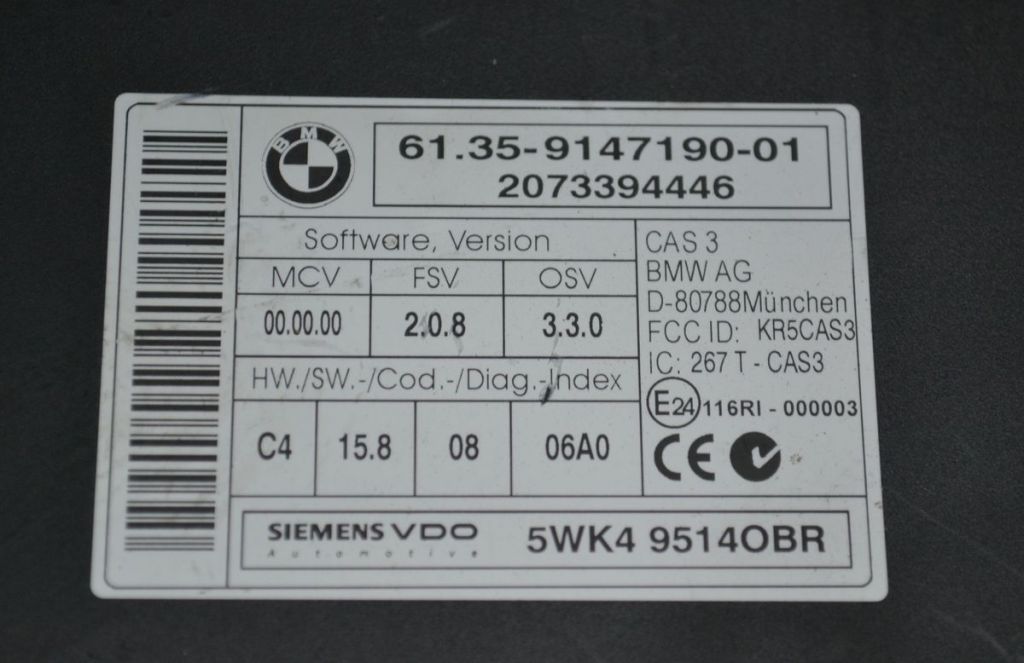 BMW
61.35-9147190-01
2073394446
Software, Version
MCV FSV OSV
00.00.00 2.0.8 3.3.0
HW./SW.-/Cod.-/Diag.-Index
C4 15.8 08 06A0
CAS 3
BMW AG
D-80788München
FCC ID: KR5CAS3
IC: 267 T - CAS3
E24 116RI - 000003
CE
SIEMENS VDO
Automotive
5WK4 9514OBR